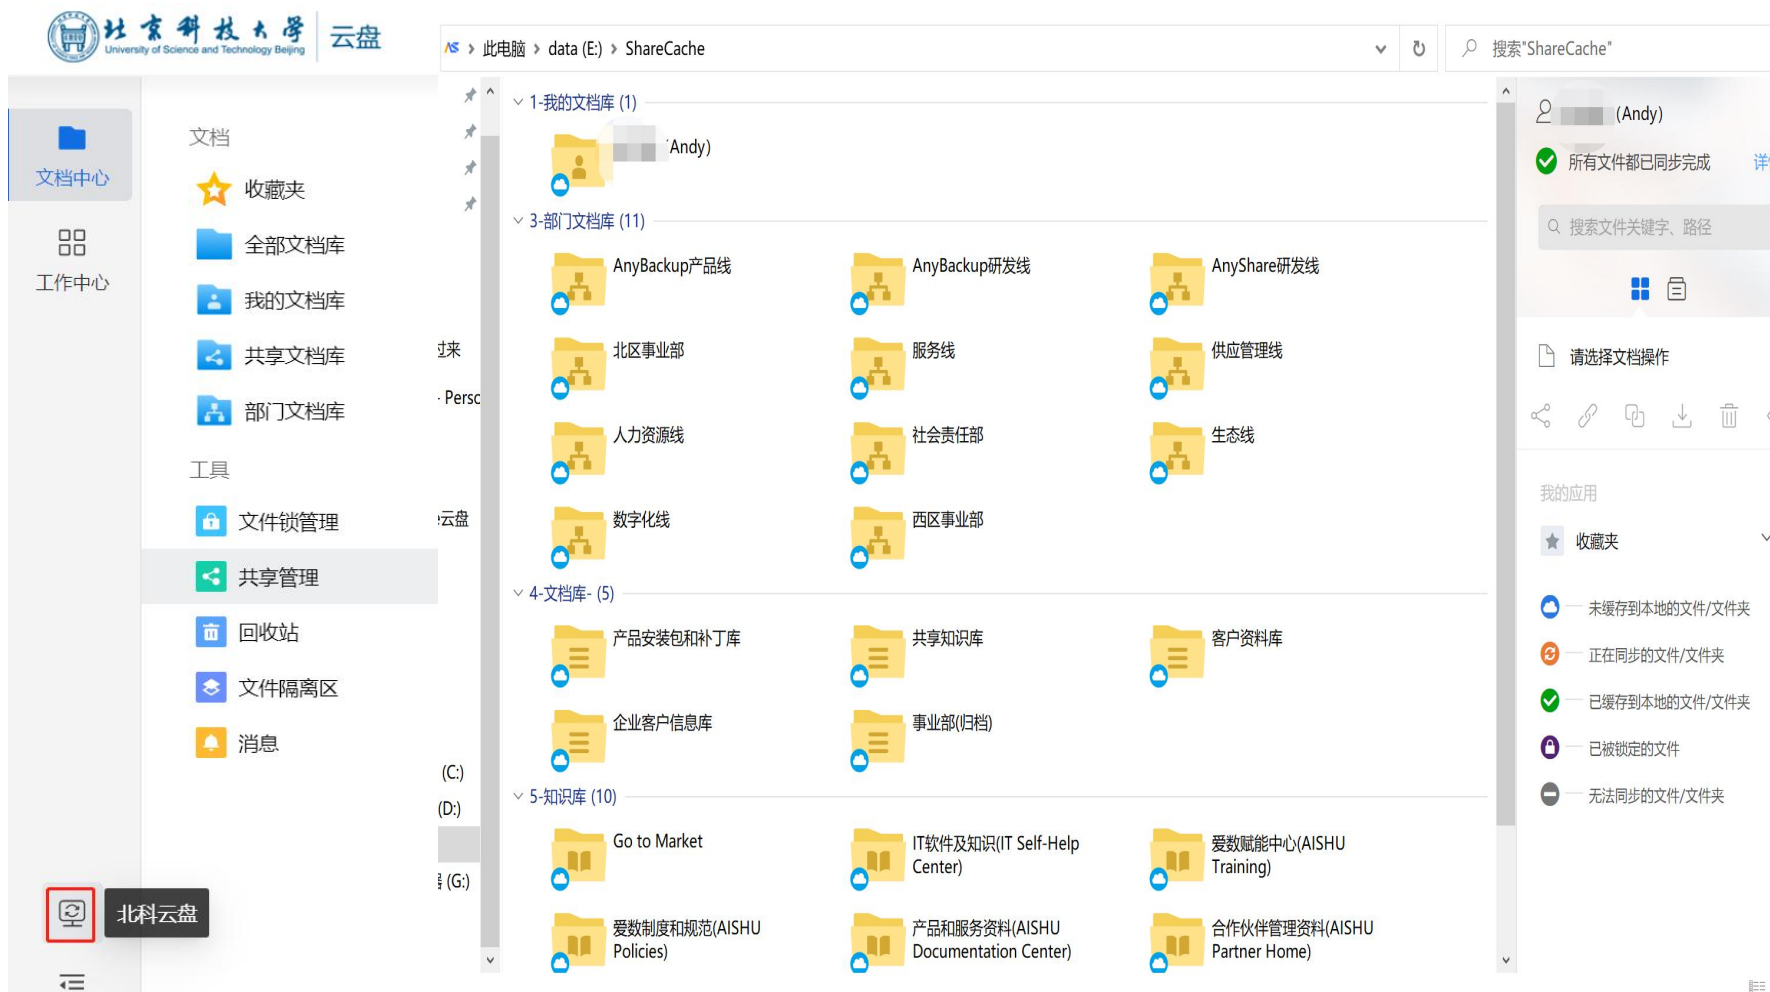 北京科技大学
University of Science and Technology Beijing
云盘
文档中心
工作中心
文档
收藏夹
全部文档库
我的文档库
共享文档库
部门文档库
工具
文件锁管理
共享管理
回收站
文件隔离区
消息
北科云盘
AS > 此电脑 > data (E:) > ShareCache
搜索"ShareCache"
过来
- Perso
云盘
(C:)
(D:)
(G:)
1-我的文档库 (1)
(Andy)
3-部门文档库 (11)
AnyBackup产品线
AnyBackup研发线
AnyShare研发线
北区事业部
服务线
供应管理线
人力资源线
社会责任部
生态线
数字化线
西区事业部
4-文档库- (5)
产品安装包和补丁库
共享知识库
客户资料库
企业客户信息库
事业部(归档)
5-知识库 (10)
Go to Market
IT软件及知识(IT Self-Help
Center)
爱数赋能中心(AISHU
Training)
爱数制度和规范(AISHU
Policies)
产品和服务资料(AISHU
Documentation Center)
合作伙伴管理资料(AISHU
Partner Home)
(Andy)
所有文件都已同步完成
详
搜索文件关键字、路径
请选择文档操作
我的应用
收藏夹
未缓存到本地的文件/文件夹
正在同步的文件/文件夹
已缓存到本地的文件/文件夹
已被锁定的文件
无法同步的文件/文件夹